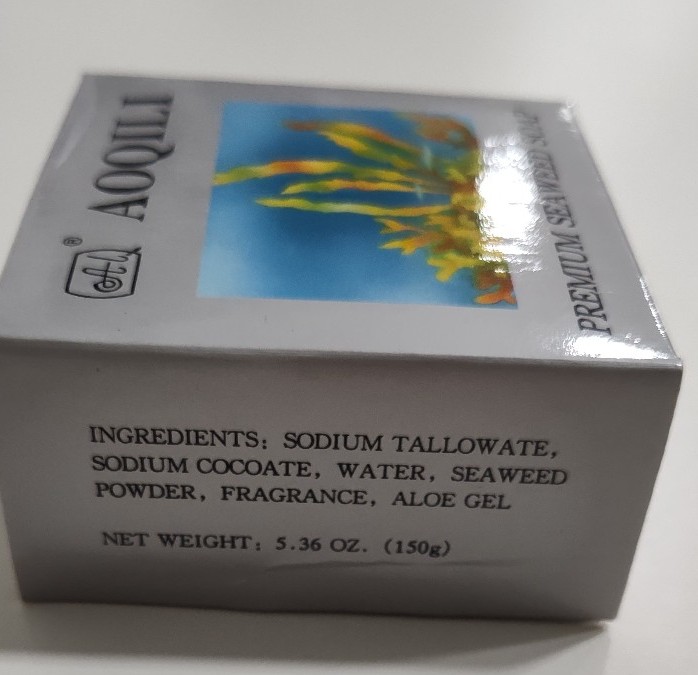 AOQILI
®
PREMIUM SEAWEED SOAP
INGREDIENTS: SODIUM TALLOWATE,
SODIUM COCOATE, WATER, SEAWEED
POWDER, FRAGRANCE, ALOE GEL
NET WEIGHT: 5.36 OZ. (150g)